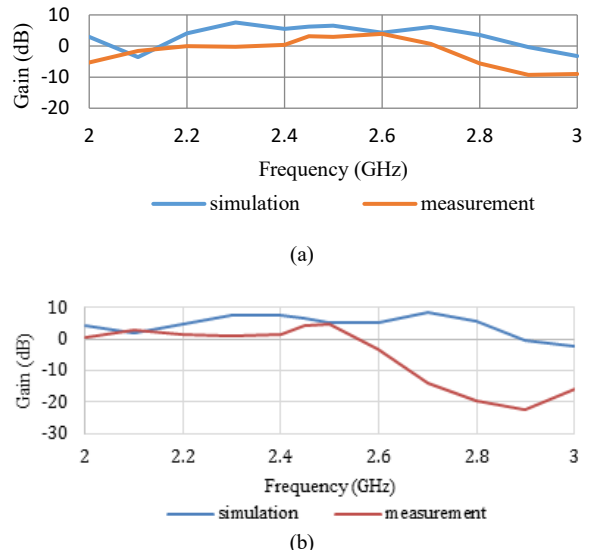 10
0
-10
-20
Gain (dB)
2 2.2 2.4 2.6 2.8 3
Frequency (GHz)
simulation measurement
(a)
10
0
-10
-20
-30
Gain (dB)
2 2.2 2.4 2.6 2.8 3
Frequency (GHz)
simulation measurement
(b)